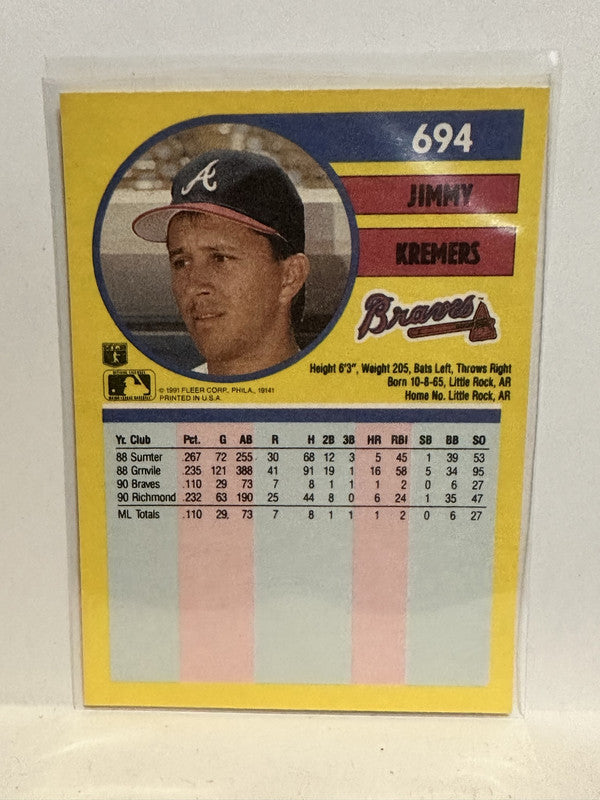 694
JIMMY
KREMERS
A
Braves
Height 6'3", Weight 205, Bats Left, Throws Right
Born 10-8-65, Little Rock, AR
Home No. Little Rock, AR
© 1991 FLEER CORP., PHILA., 19141
PRINTED IN U.S.A.
Yr. Club Pct. G AB R H 2B 3B HR RBI SB BB SO
88 Sumter .267 72 255 30 68 12 3 5 45 1 39 53
88 Grnvile .235 121 388 41 91 19 1 16 58 5 34 95
90 Braves .110 29 73 7 8 1 1 1 2 0 6 27
90 Richmond .232 63 190 25 44 8 0 6 24 1 35 47
ML Totals .110 29 73 7 8 1 1 1 2 0 6 27